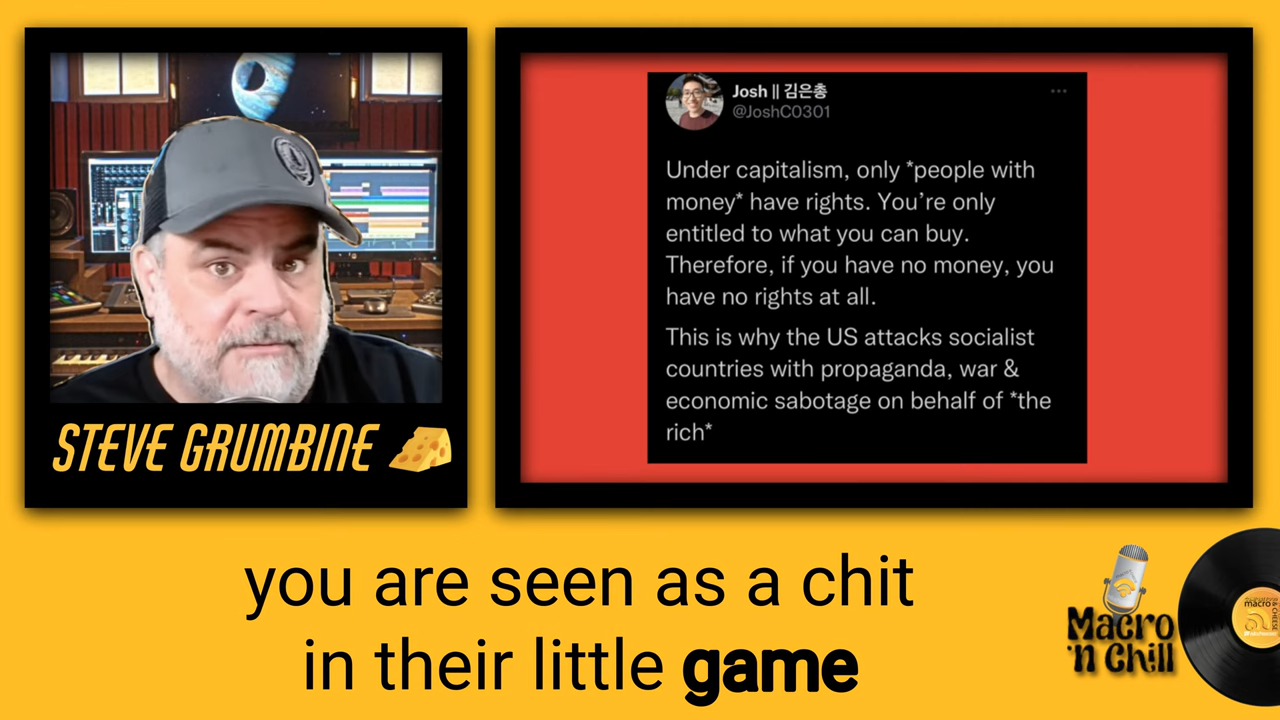 Josh || 김은총
@JoshC0301
Under capitalism, only *people with
money* have rights. You're only
entitled to what you can buy.
Therefore, if you have no money, you
have no rights at all.
This is why the US attacks socialist
countries with propaganda, war &
economic sabotage on behalf of *the
rich*
STEVE GRUMBINE
you are seen as a chit
in their little game
Macro
'N Chill
macro